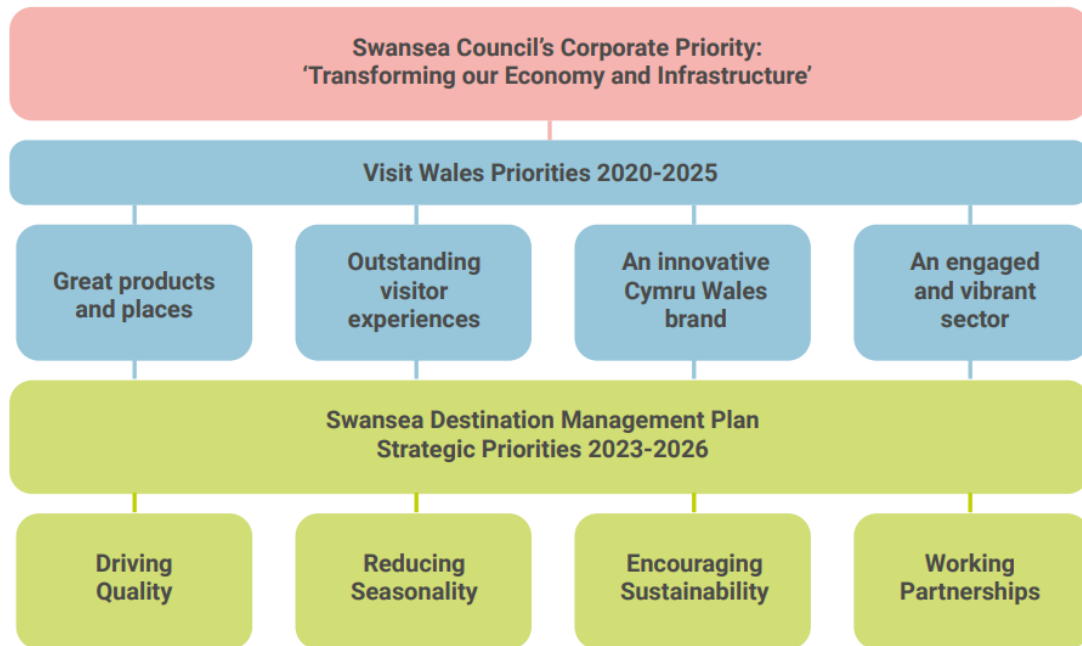 Swansea Council’s Corporate Priority:
‘Transforming our Economy and Infrastructure’
Visit Wales Priorities 2020-2025
Great products
and places
Outstanding
visitor
experiences
An innovative
Cymru Wales
brand
An engaged
and vibrant
sector
Swansea Destination Management Plan
Strategic Priorities 2023-2026
Driving
Quality
Reducing
Seasonality
Encouraging
Sustainability
Working
Partnerships